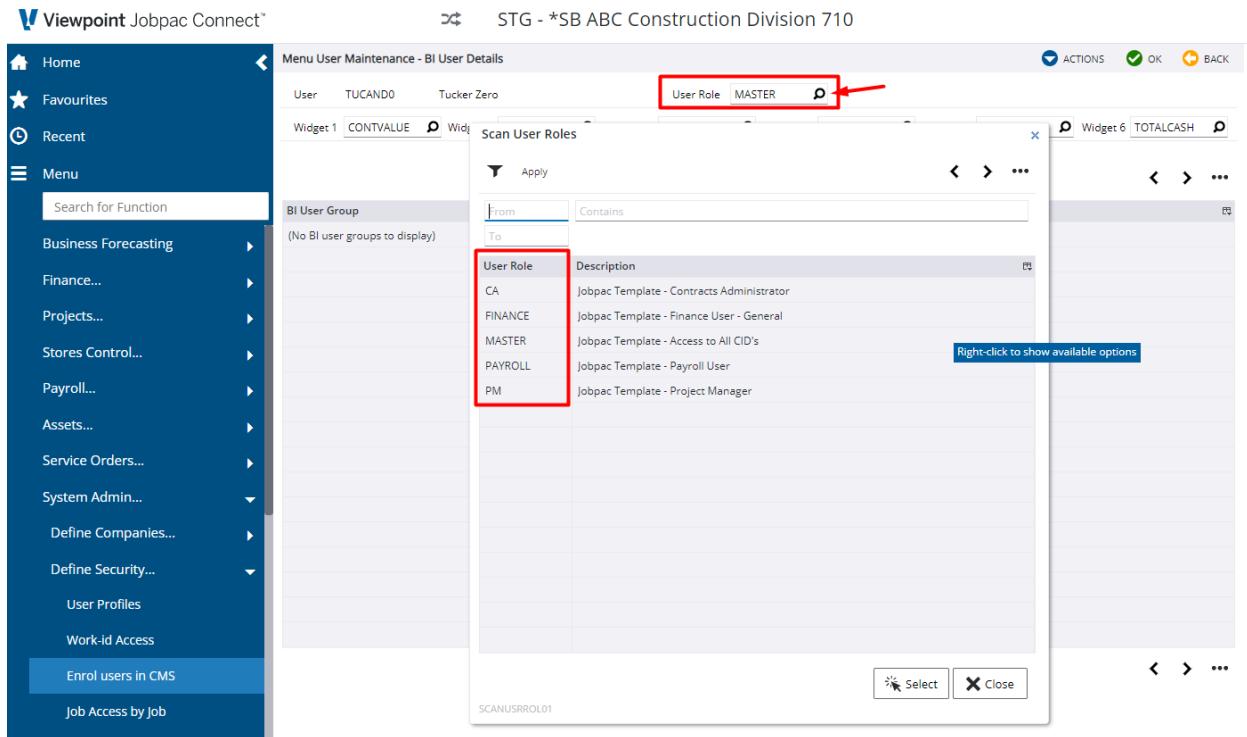 Viewpoint Jobpac Connect™
STG - *SB ABC Construction Division 710
Home
Favourites
Recent
Menu
Search for Function
Business Forecasting
Finance...
Projects...
Stores Control...
Payroll...
Assets...
Service Orders...
System Admin...
Define Companies...
Define Security...
User Profiles
Work-id Access
Enrol users in CMS
Job Access by Job
Menu User Maintenance - BI User Details
ACTIONS OK BACK
User TUCAND0 Tucker Zero User Role MASTER
Widget 1 CONTVALUE Widg Widget 6 TOTALCASH
BI User Group
(No BI user groups to display)
Scan User Roles
Apply
From Contains
To
User Role Description
CA Jobpac Template - Contracts Administrator
FINANCE Jobpac Template - Finance User - General
MASTER Jobpac Template - Access to All CID's
PAYROLL Jobpac Template - Payroll User
PM Jobpac Template - Project Manager
Right-click to show available options
Select Close
SCANUSRROL01